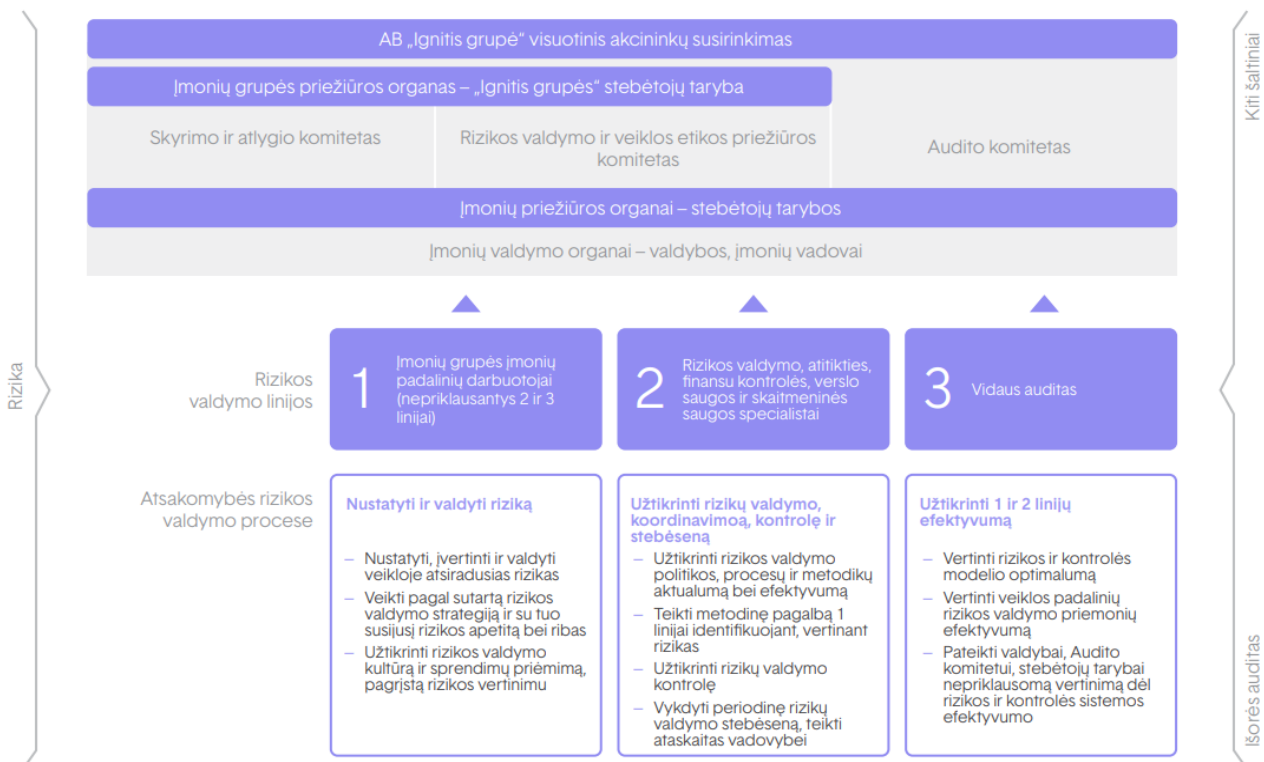 AB „Ignitis grupė“ visuotinis akcininkų susirinkimas
Įmonių grupės priežiūros organas – „Ignitis grupės“ stebėtojų taryba
Skyrimo ir atlygio komitetas
Rizikos valdymo ir veiklos etikos priežiūros
komitetas
Audito komitetas
Įmonių priežiūros organai – stebėtojų tarybos
Įmonių valdymo organai – valdybos, įmonių vadovai
Rizika
Kiti šaltiniai
Išorės auditas
Rizikos
valdymo linijos
1
Įmonių grupės įmonių
padalinių darbuotojai
(nepriklausantys 2 ir 3
linijai)
2
Rizikos valdymo, atitikties,
finansu kontrolės, verslo
saugos ir skaitmeninės
saugos specialistai
3
Vidaus auditas
Atsakomybės rizikos
valdymo procese
Nustatyti ir valdyti riziką
– Nustatyti, įvertinti ir valdyti
veikloje atsiradusias rizikas
– Veikti pagal sutartą rizikos
valdymo strategiją ir su tuo
susijusį rizikos apetitą bei ribas
– Užtikrinti rizikos valdymo
kultūrą ir sprendimų priėmimą,
pagrįstą rizikos vertinimu
Užtikrinti rizikų valdymo,
koordinavimoą, kontrolę ir
stebėseną
– Užtikrinti rizikos valdymo
politikos, procesų ir metodikų
aktualumą bei efektyvumą
– Teikti metodinę pagalbą 1
linijai identifikuojant, vertinant
rizikas
– Užtikrinti rizikų valdymo
kontrolę
– Vykdyti periodinę rizikų
valdymo stebėseną, teikti
ataskaitas vadovybei
Užtikrinti 1 ir 2 linijų
efektyvumą
– Vertinti rizikos ir kontrolės
modelio optimalumą
– Vertinti veiklos padalinių
rizikos valdymo priemonių
efektyvumą
– Pateikti valdybai, Audito
komitetui, stebėtojų tarybai
nepriklausomą vertinimą dėl
rizikos ir kontrolės sistemos
efektyvumo